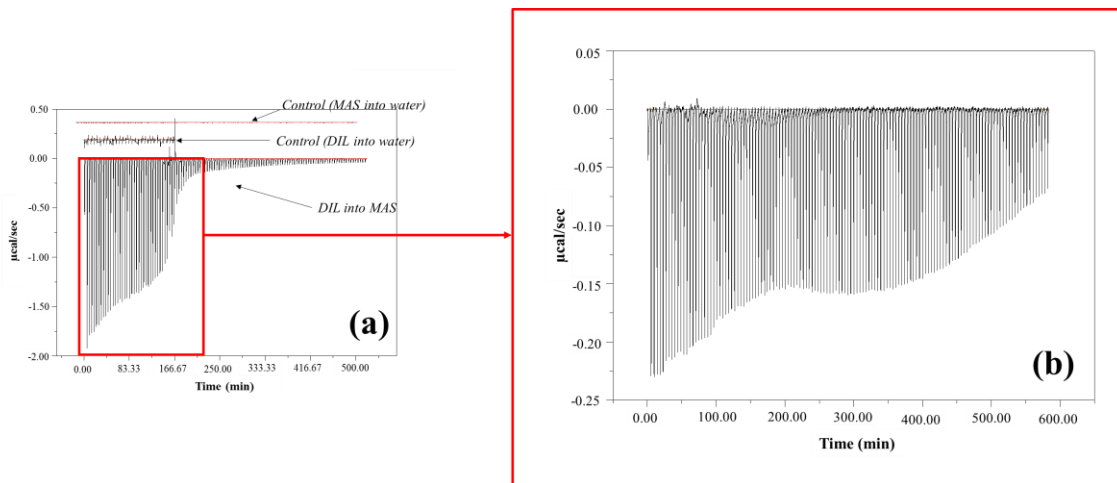 0.50
0.00
-0.50
-1.00
-1.50
-2.00
µcal/sec
Control (MAS into water)
Control (DIL into water)
DIL into MAS
(a)
0.00 83.33 166.67 250.00 333.33 416.67 500.00
Time (min)
0.05
0.00
-0.05
-0.10
-0.15
-0.20
-0.25
µcal/sec
(b)
0.00 100.00 200.00 300.00 400.00 500.00 600.00
Time (min)